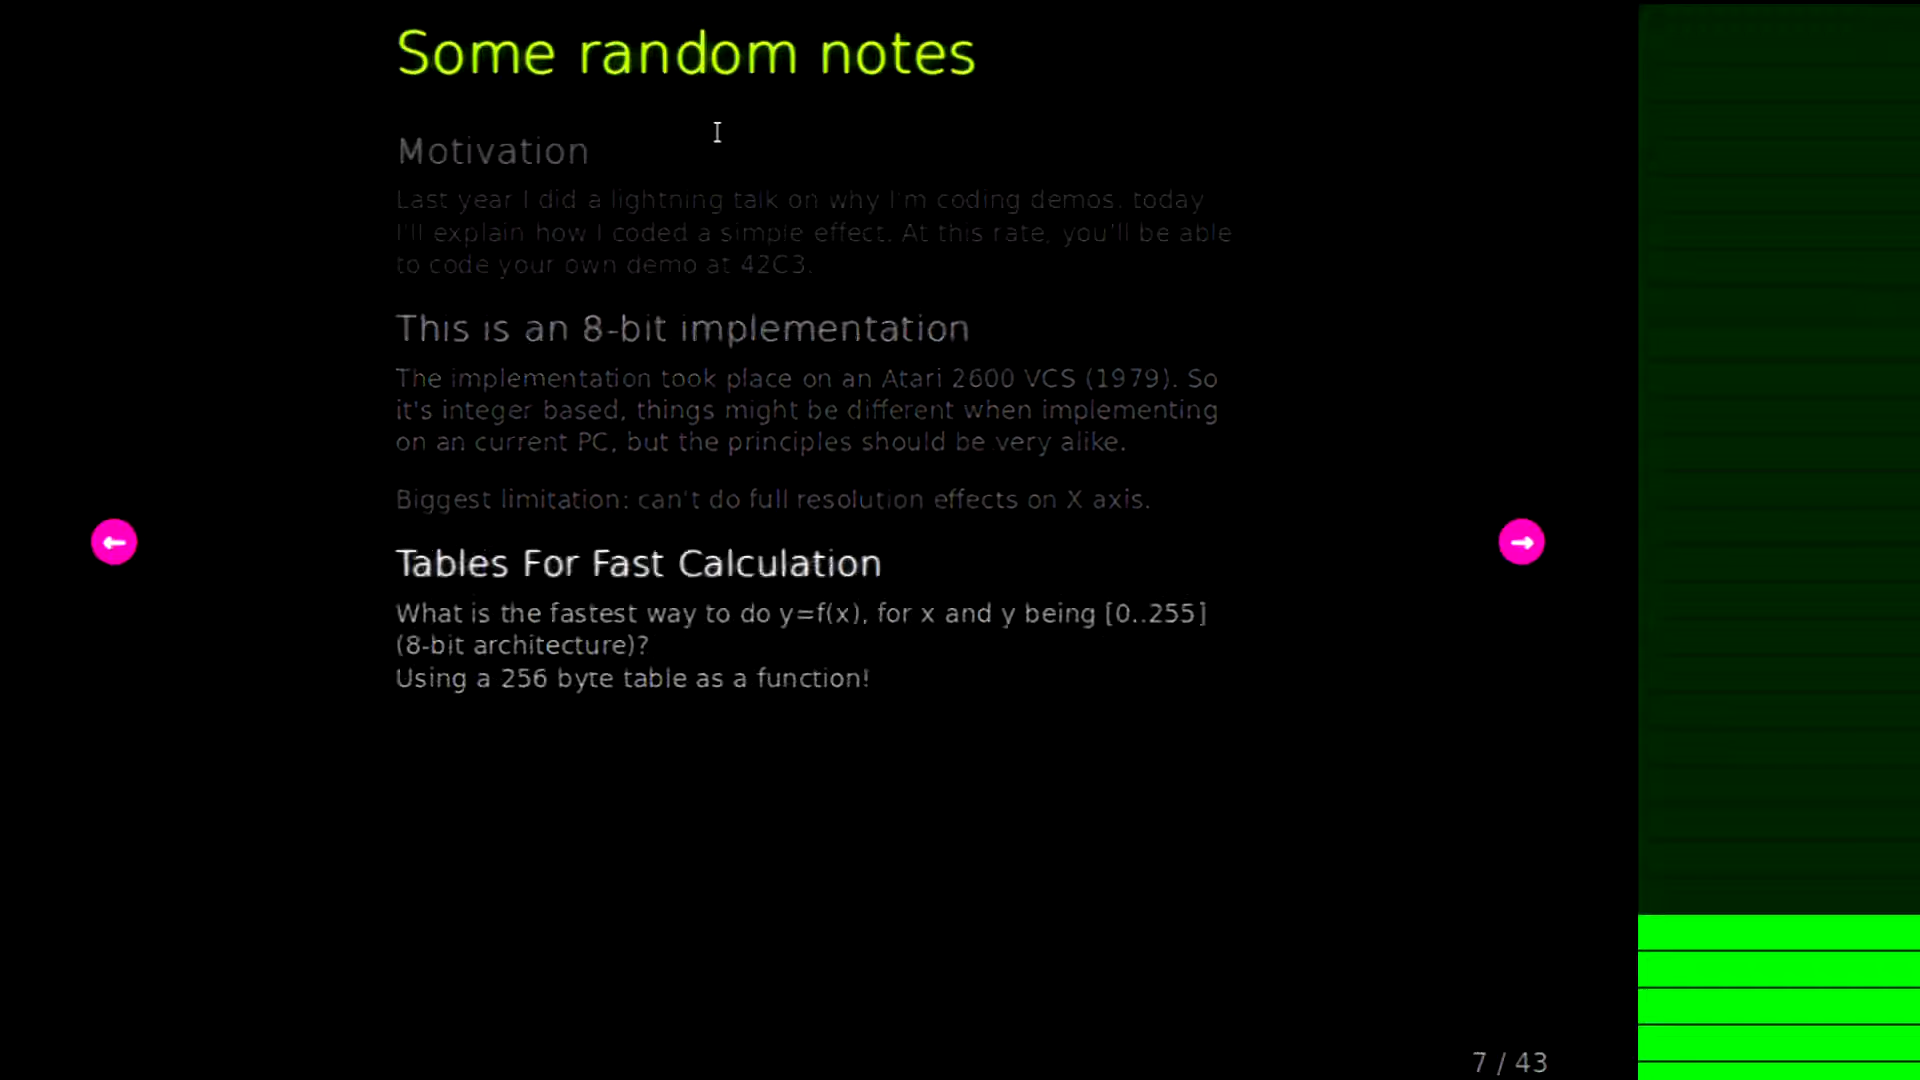 Some random notes
Motivation
Last year I did a lightning talk on why I'm coding demos. today
I'll explain how I coded a simple effect. At this rate, you'll be able
to code your own demo at 42C3.
This is an 8-bit implementation
The implementation took place on an Atari 2600 VCS (1979). So
it's integer based, things might be different when implementing
on an current PC, but the principles should be very alike.
Biggest limitation: can't do full resolution effects on X axis.
Tables For Fast Calculation
What is the fastest way to do y=f(x), for x and y being [0..255]
(8-bit architecture)?
Using a 256 byte table as a function!
7 / 43